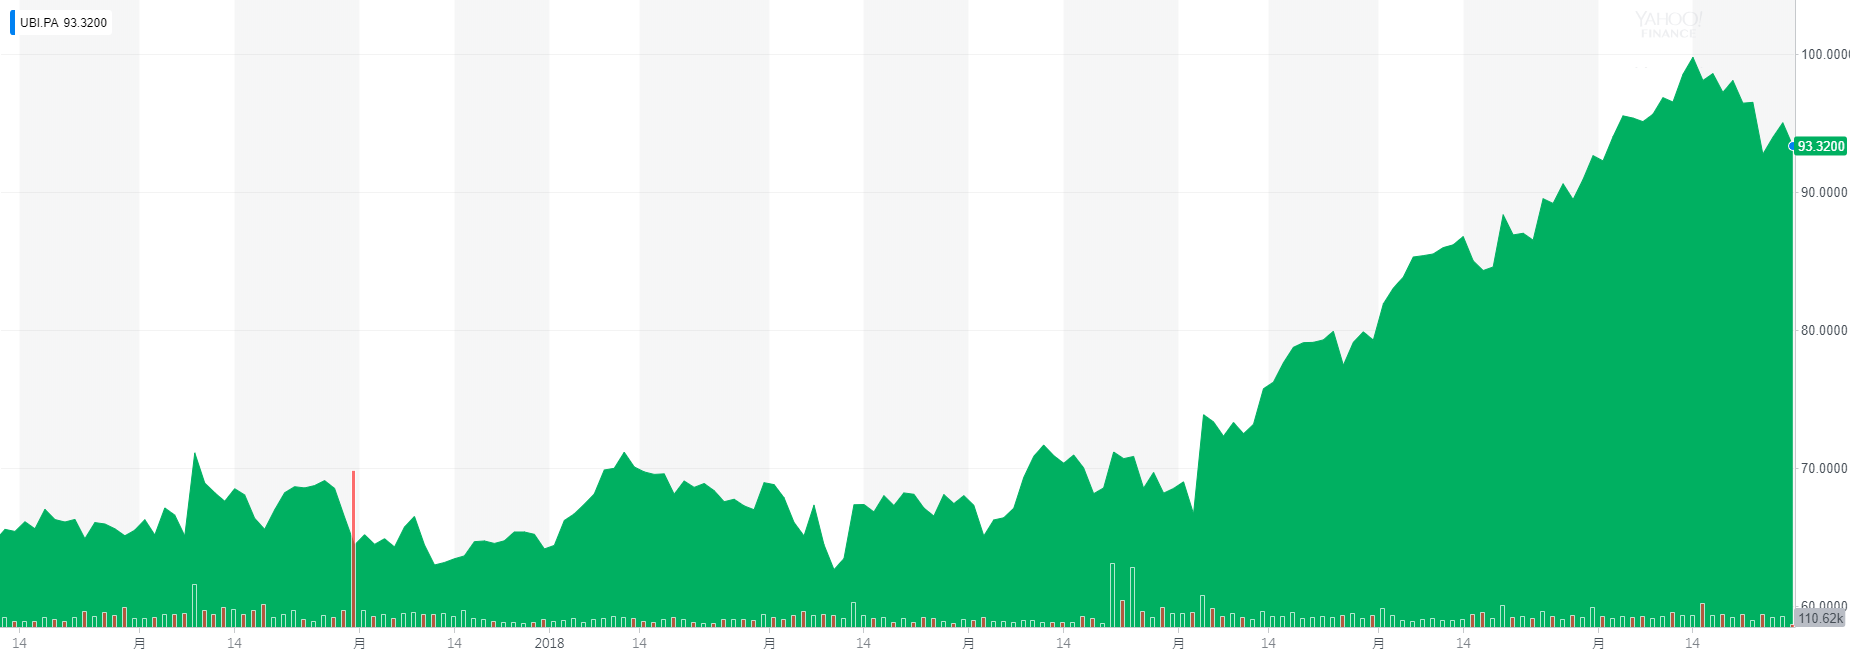 UBI.PA 93.3200
YAHOO!
FINANCE
100.000
93.3200
90.0000
80.0000
70.0000
60.0000
110.62k
14 月 14 月 14 2018 14 月 14 月 14 月 14 月 14 月 14